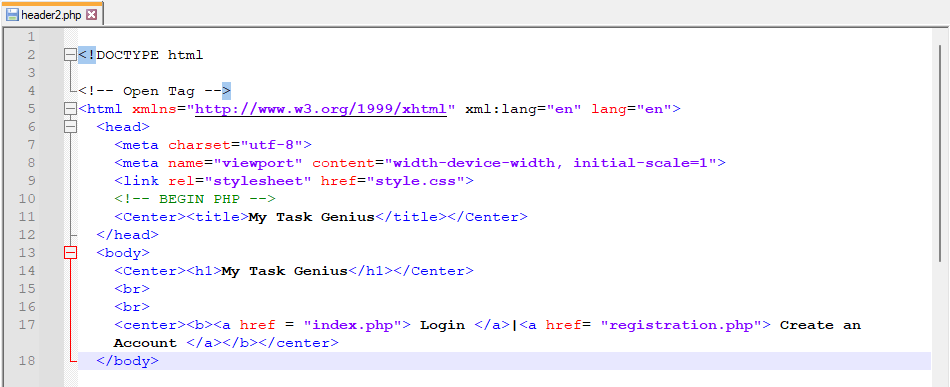 header2.php
1
2 <!DOCTYPE html
3
4 <!-- Open Tag -->
5 <html xmlns="http://www.w3.org/1999/xhtml" xml:lang="en" lang="en">
6 <head>
7 <meta charset="utf-8">
8 <meta name="viewport" content="width-device-width, initial-scale=1">
9 <link rel="stylesheet" href="style.css">
10 <!-- BEGIN PHP -->
11 <Center><title>My Task Genius</title></Center>
12 </head>
13 <body>
14 <Center><h1>My Task Genius</h1></Center>
15 <br>
16 <br>
17 <center><b><a href = "index.php"> Login </a>|<a href= "registration.php"> Create an
Account </a></b></center>
18 </body>